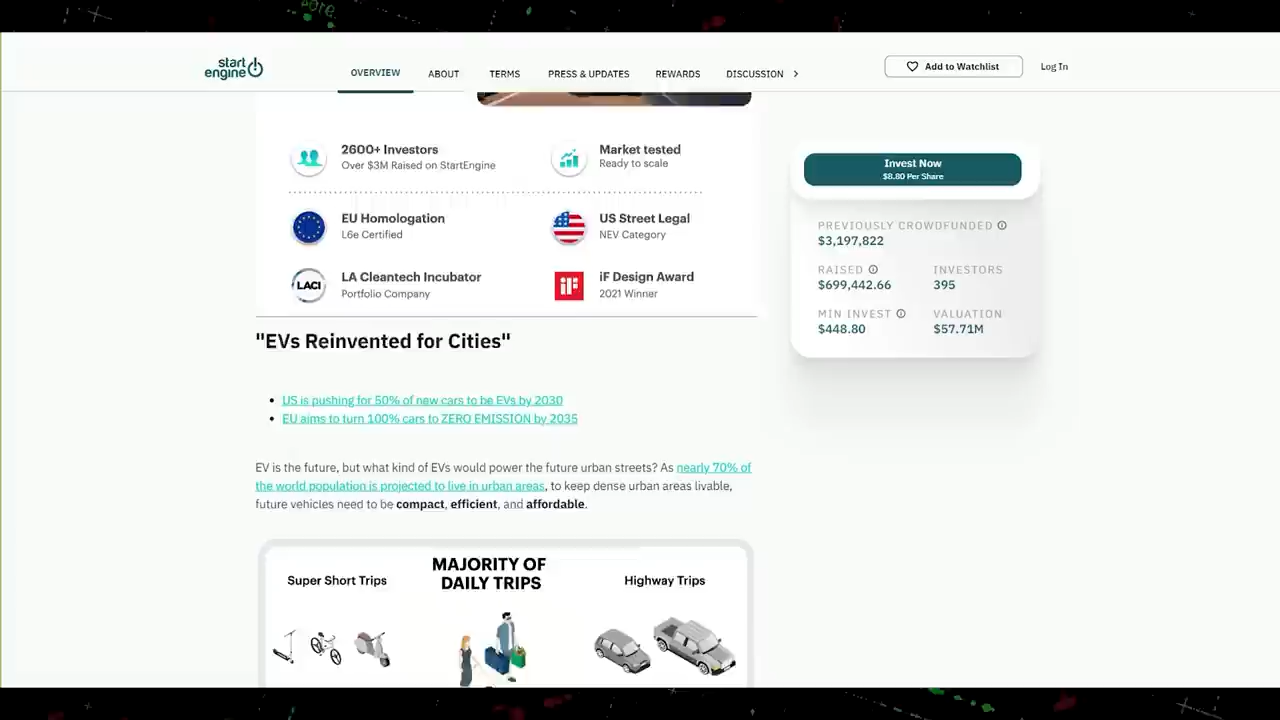 start
engine
OVERVIEW
ABOUT
TERMS
PRESS & UPDATES
REWARDS
DISCUSSION
Add to Watchlist
Log In
2600+ Investors
Over $3M Raised on StartEngine
Market tested
Ready to scale
EU Homologation
L6e Certified
US Street Legal
NEV Category
LACI
LA Cleantech Incubator
Portfolio Company
iF
iF Design Award
2021 Winner
"EVs Reinvented for Cities"
US is pushing for 50% of new cars to be EVs by 2030
EU aims to turn 100% cars to ZERO EMISSION by 2035
EV is the future, but what kind of EVs would power the future urban streets? As nearly 70% of
the world population is projected to live in urban areas, to keep dense urban areas livable,
future vehicles need to be compact, efficient, and affordable.
Super Short Trips
MAJORITY OF
DAILY TRIPS
Highway Trips
Invest Now
$8.80 Per Share
PREVIOUSLY CROWDFUNDED
$3,197,822
RAISED
$699,442.66
INVESTORS
395
MIN INVEST
$448.80
VALUATION
$57.71M